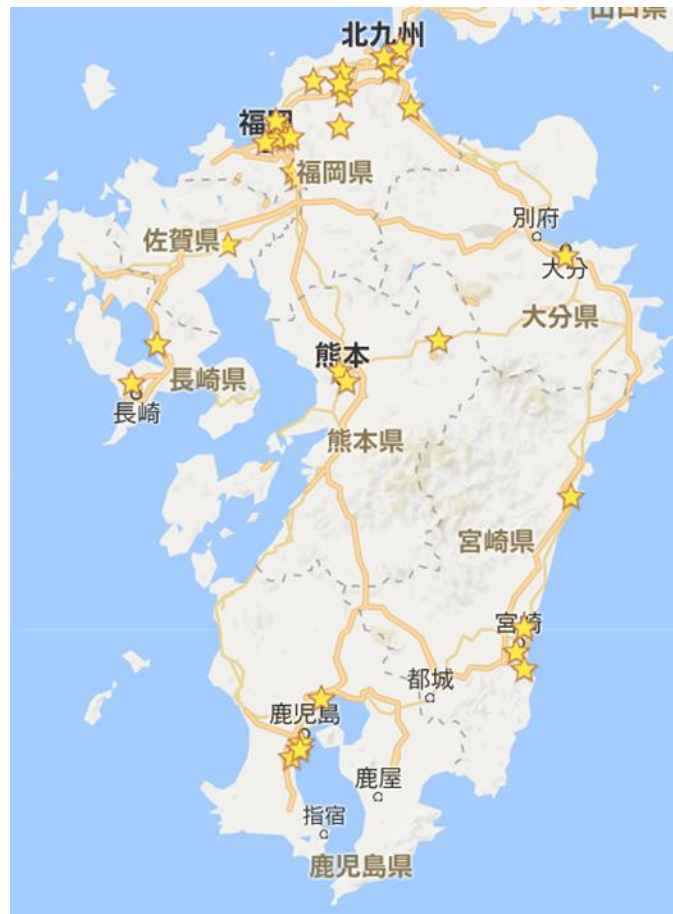 山口県
北九州
福岡
福岡県
佐賀県
別府
大分
大分県
熊本
長崎県
長崎
熊本県
宮崎県
宮崎
都城
鹿児島
鹿屋
指宿
鹿児島県